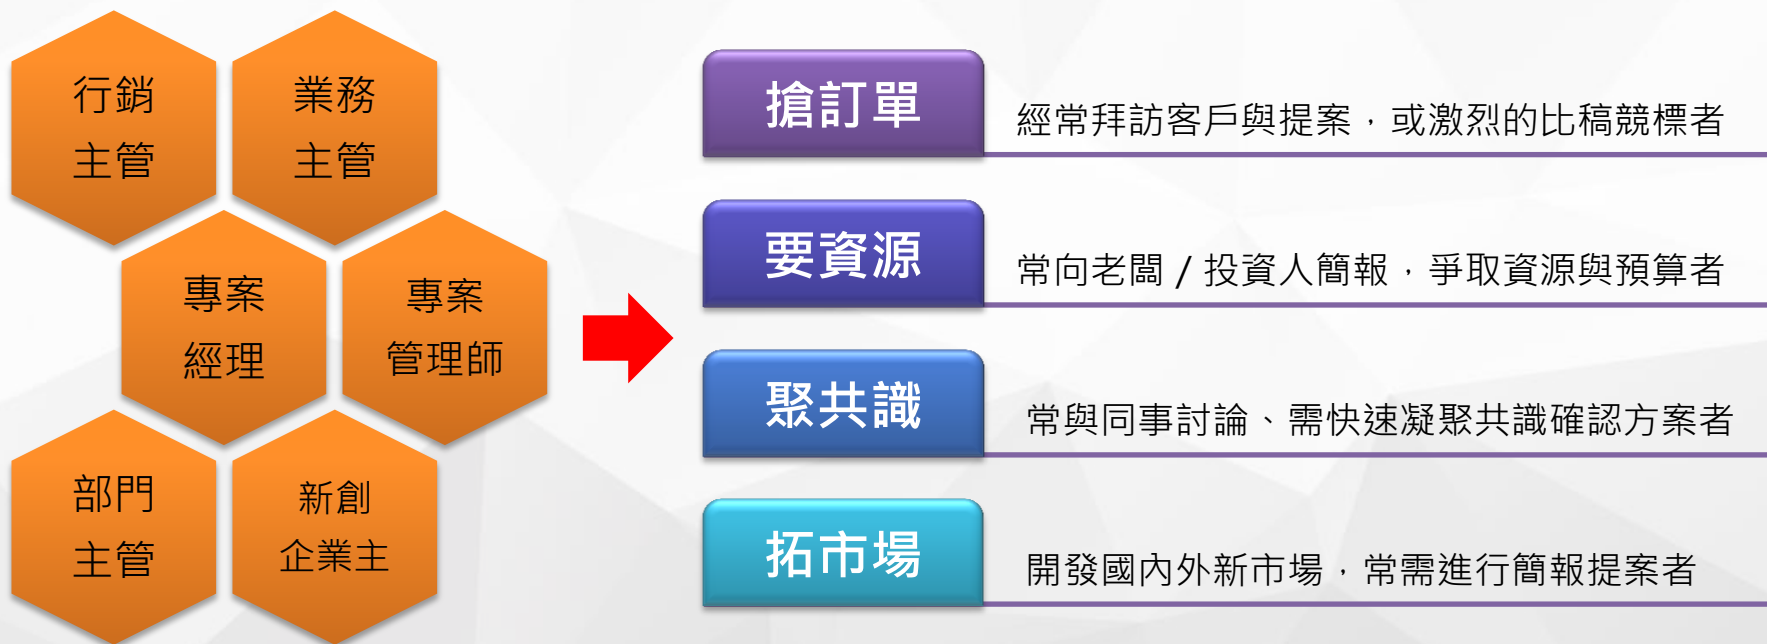 行銷
主管
業務
主管
專案
經理
專案
管理師
部門
主管
新創
企業主
搶訂單
經常拜訪客戶與提案，或激烈的比稿競標者
要資源
常向老闆 / 投資人簡報，爭取資源與預算者
聚共識
常與同事討論、需快速凝聚共識確認方案者
拓市場
開發國內外新市場，常需進行簡報提案者